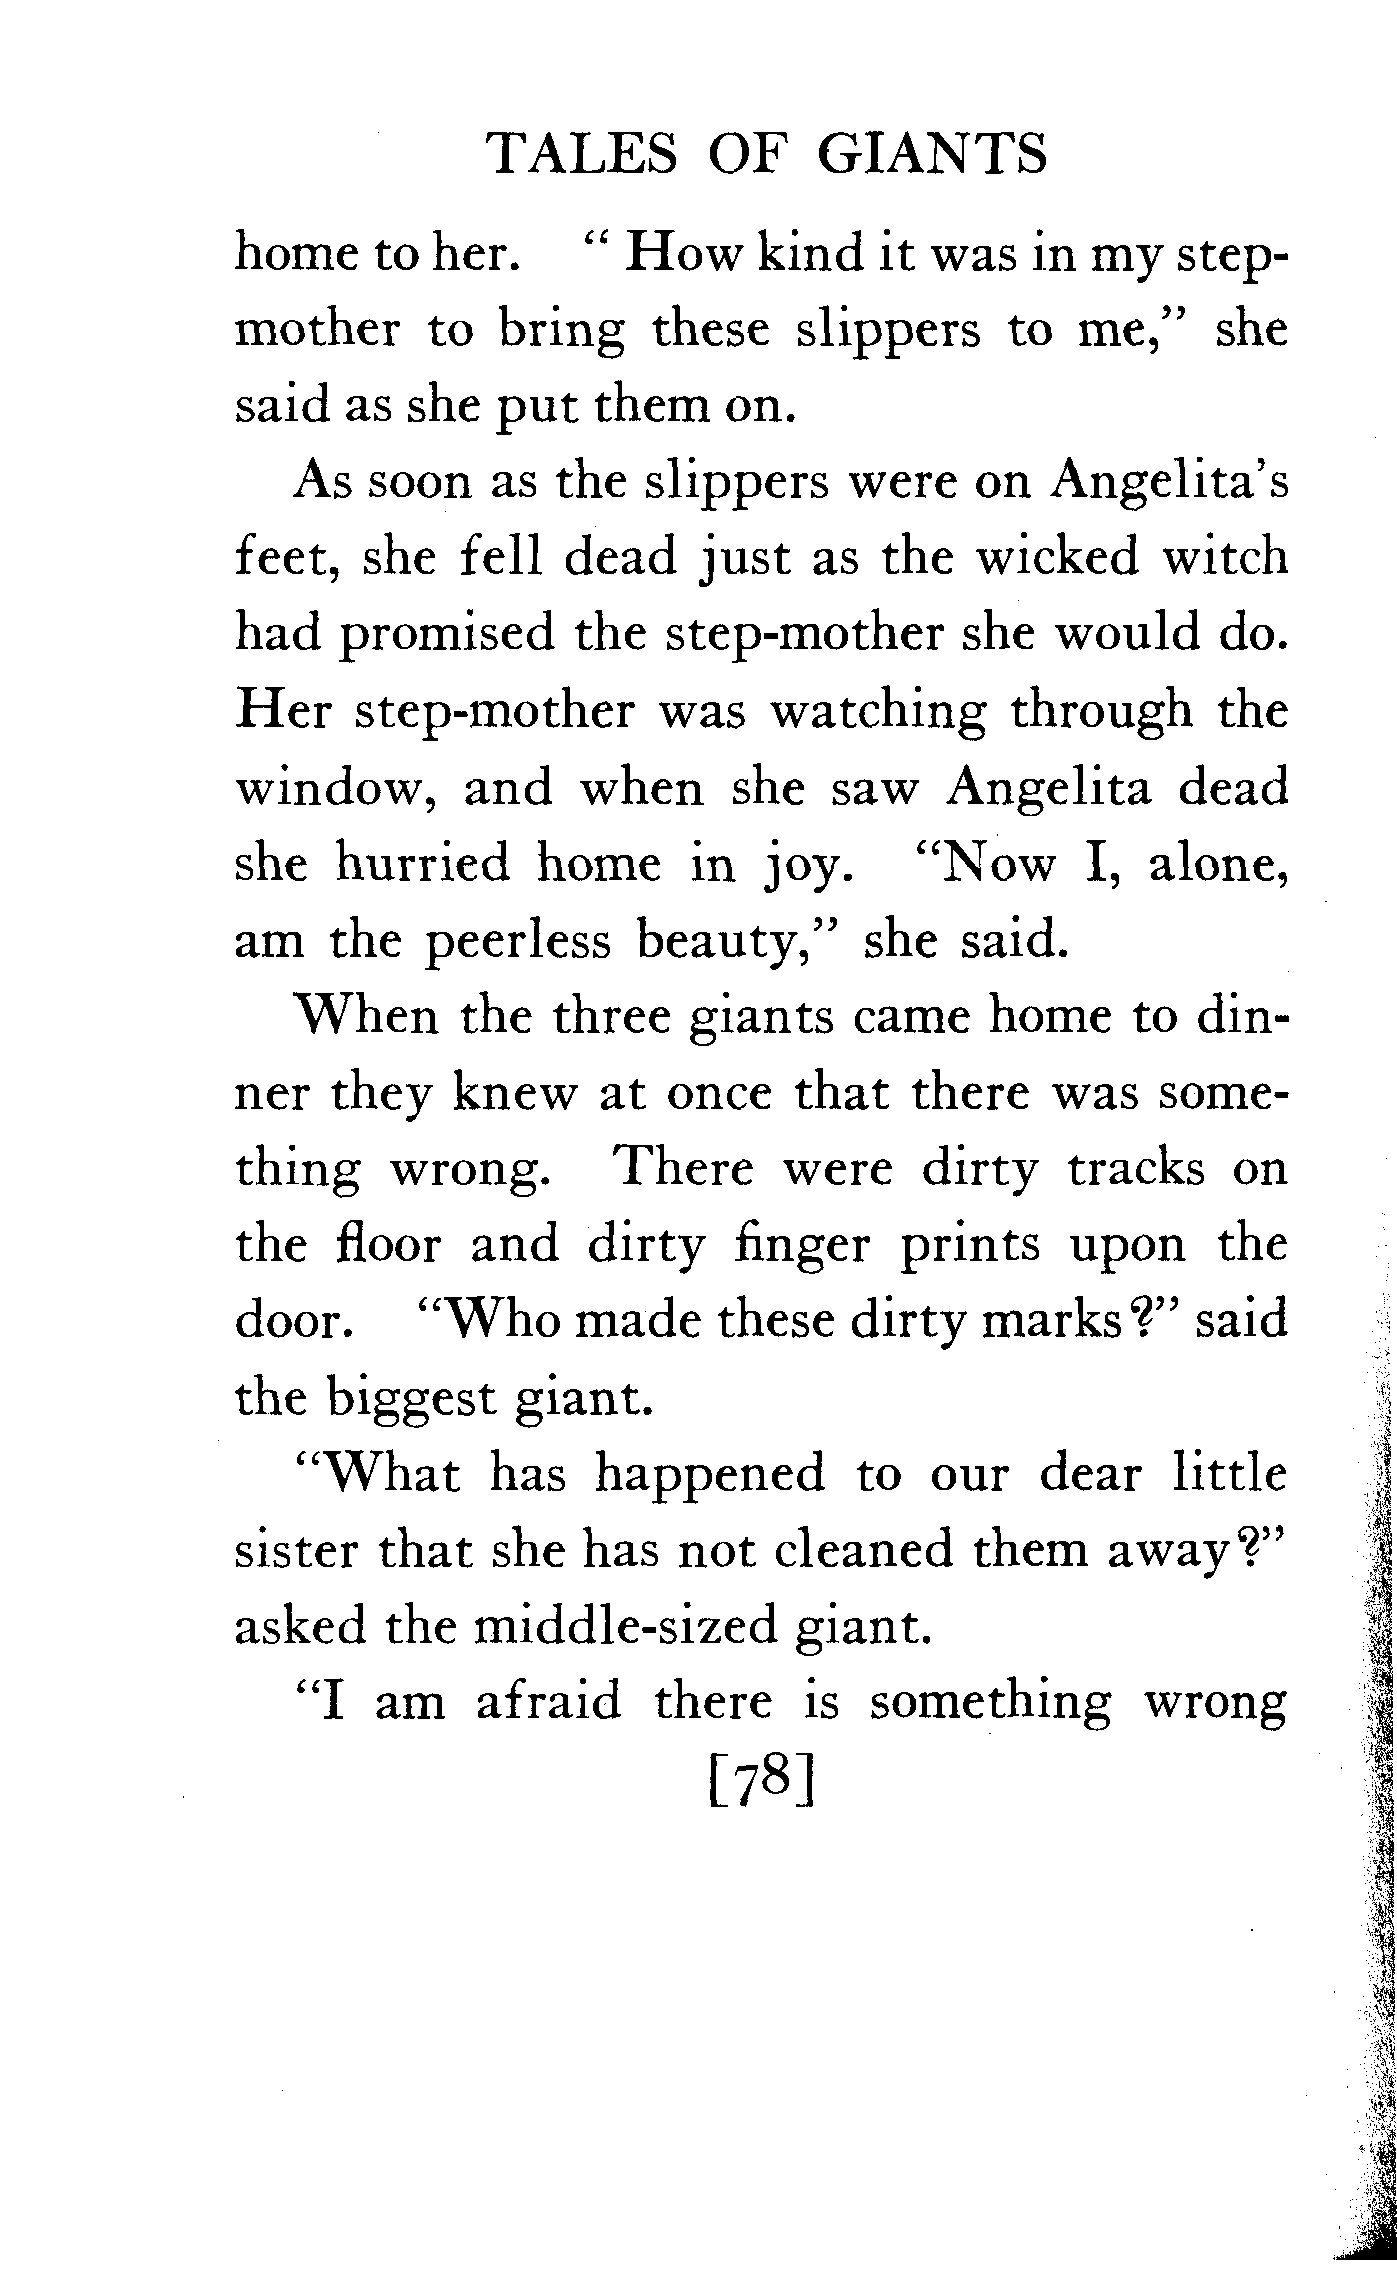 TALES OF GIANTS
home to her. " How kind it was in my step-
mother to bring these slippers to me," she
said as she put them on.
As soon as the slippers were on Angelita's
feet, she fell dead just as the wicked witch
had promised the step-mother she would do.
Her step-mother was watching through the
window, and when she saw Angelita dead
she hurried home in joy. "Now I, alone,
am the peerless beauty," she said.
When the three giants came home to din-
ner they knew at once that there was some-
thing wrong. There were dirty tracks on
the floor and dirty finger prints upon the
door. "Who made these dirty marks?" said
the biggest giant.
"What has happened to our dear little
sister that she has not cleaned them away?"
asked the middle-sized giant.
"I am afraid there is something wrong
[78]